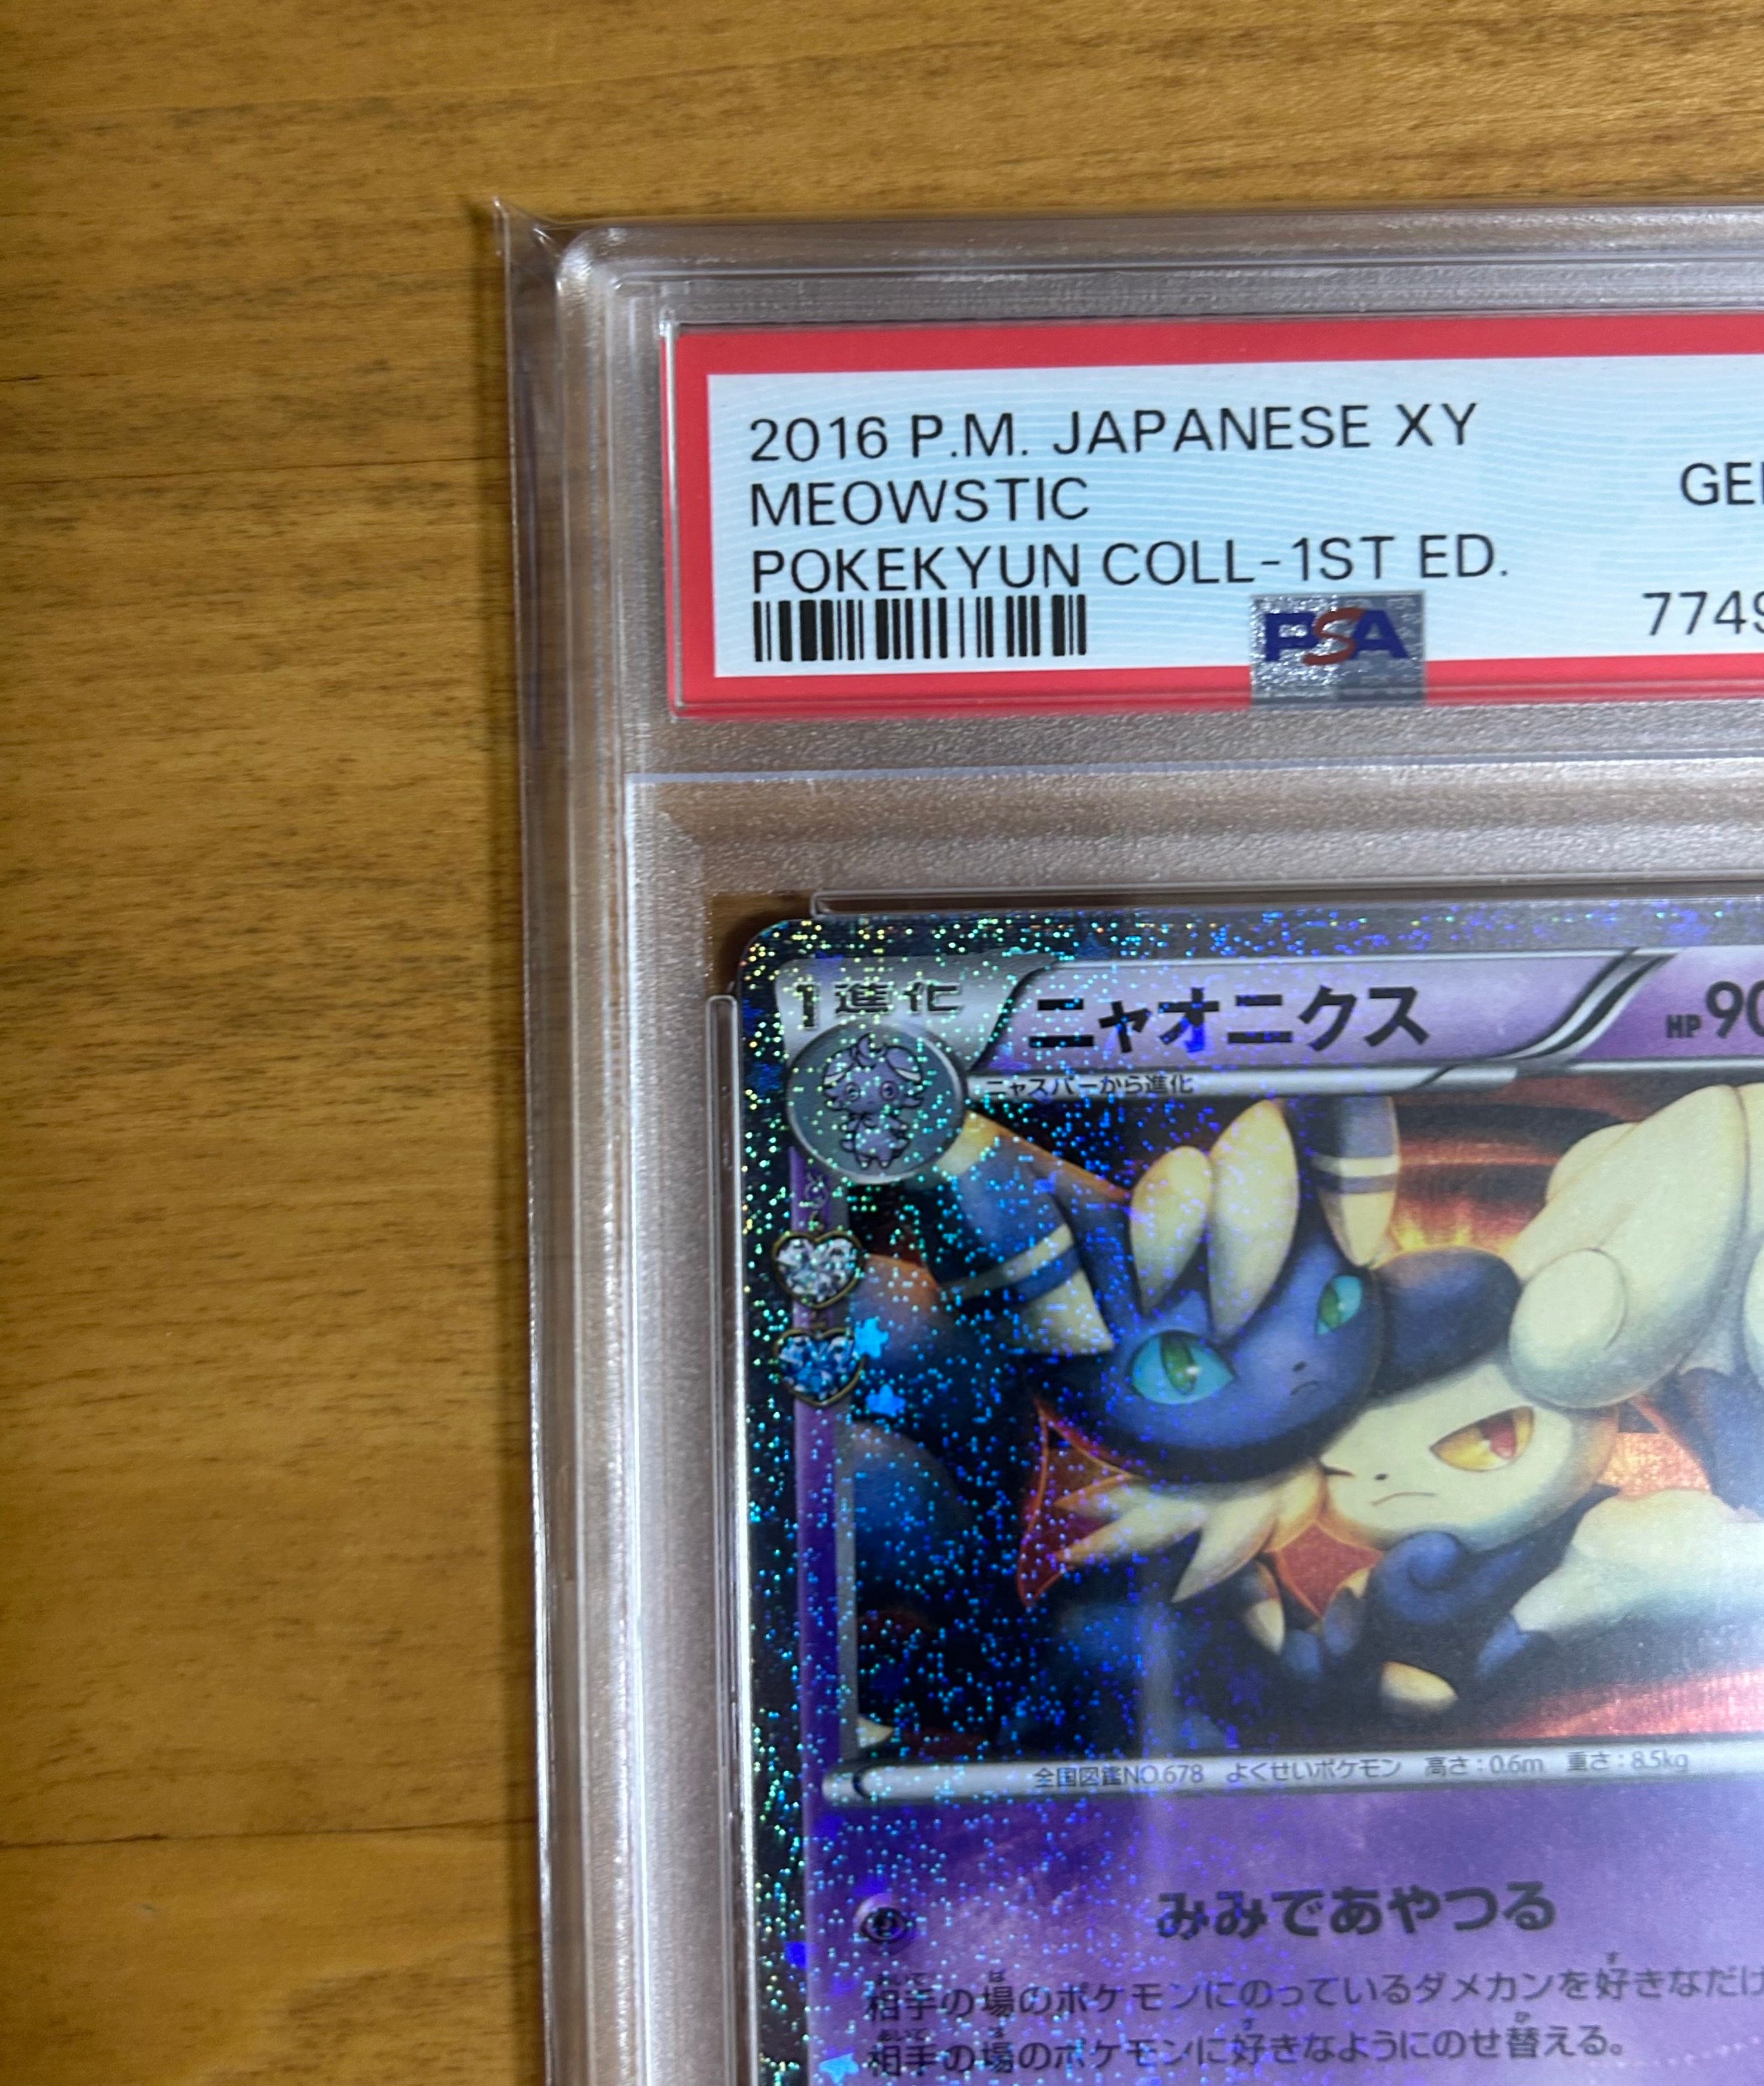 2016 P.M. JAPANESE XY
MEOWSTIC
GE
POKEKYUN COLL-1ST ED.
PSA
774
1進化
ニャオニクス
HP90
ニャスパーから進化
全国図鑑NO.678 よくせいポケモン 高さ:0.6m 重さ:8.5kg
みみであやつる
相手の場のポケモンにのっているダメカンを好きなだけ
相手の場のポケモンに好きなようにのせ替える。